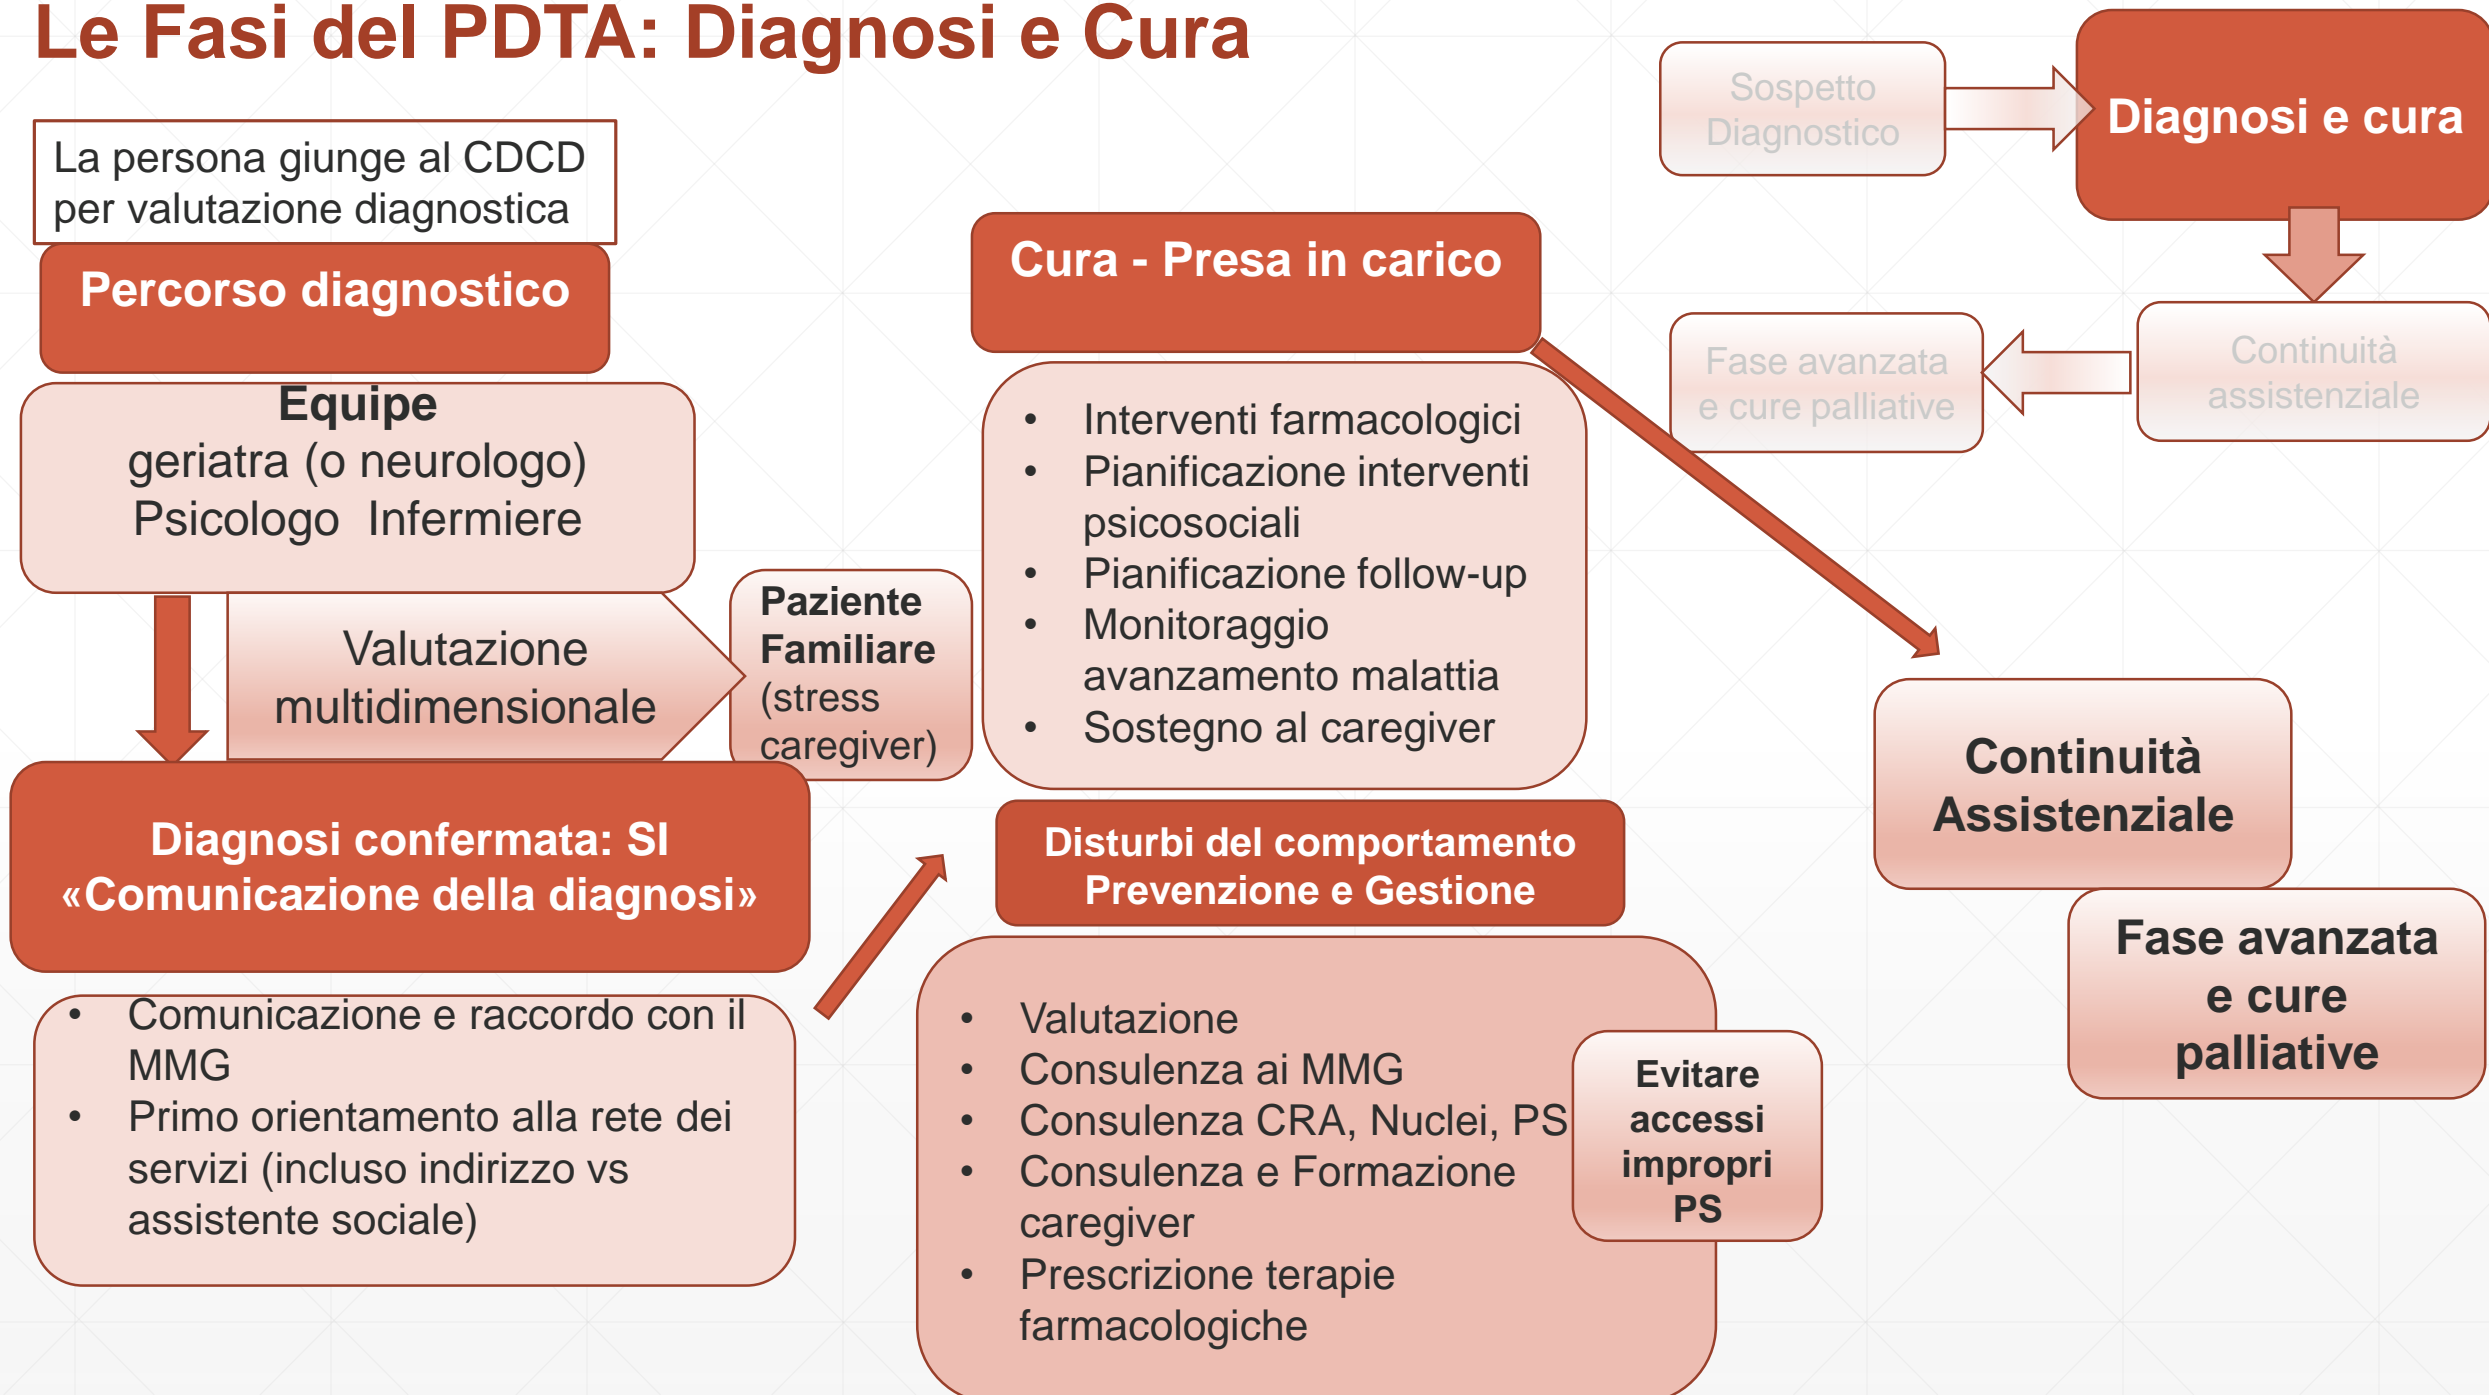 Le Fasi del PDTA: Diagnosi e Cura
La persona giunge al CDCD
per valutazione diagnostica
Percorso diagnostico
Equipe
geriatra (o neurologo)
Psicologo  Infermiere
Valutazione
multidimensionale
Paziente
Familiare
(stress
caregiver)
Diagnosi confermata: SI
«Comunicazione della diagnosi»
• Comunicazione e raccordo con il
MMG
• Primo orientamento alla rete dei
servizi (incluso indirizzo vs
assistente sociale)
Cura - Presa in carico
• Interventi farmacologici
• Pianificazione interventi
psicosociali
• Pianificazione follow-up
• Monitoraggio
avanzamento malattia
• Sostegno al caregiver
Disturbi del comportamento
Prevenzione e Gestione
• Valutazione
• Consulenza ai MMG
• Consulenza CRA, Nuclei, PS
• Consulenza e Formazione
caregiver
• Prescrizione terapie
farmacologiche
Evitare
accessi
impropri
PS
Sospetto
Diagnostico
Diagnosi e cura
Continuità
assistenziale
Fase avanzata
e cure palliative
Continuità
Assistenziale
Fase avanzata
e cure
palliative